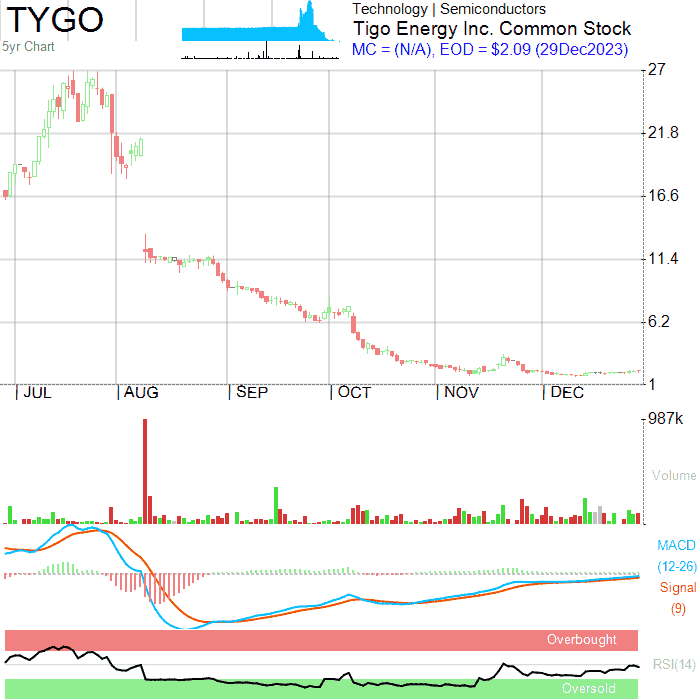 TYGO
5yr Chart
Technology | Semiconductors
Tigo Energy Inc. Common Stock
MC = (N/A), EOD = $2.09 (29Dec2023)
27
21.8
16.6
11.4
6.2
1
JUL AUG SEP OCT NOV DEC
987k
Volume
MACD
(12-26)
Signal
(9)
Overbought
RSI(14)
Oversold